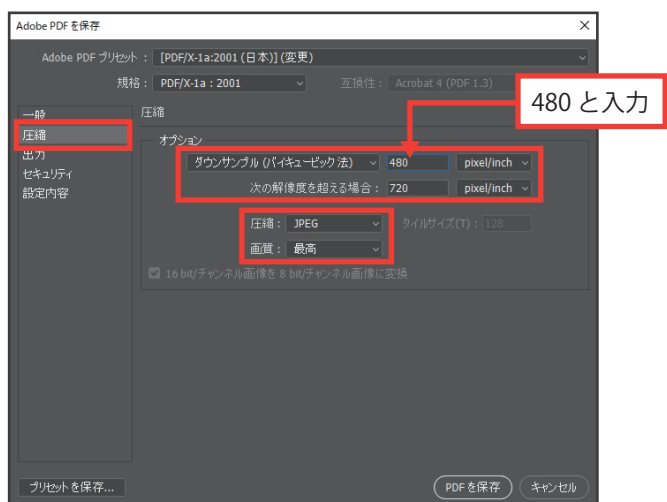 Adobe PDF を保存
Adobe PDF プリセット： [PDF/X-1a:2001 (日本)] (変更)
規格： PDF/X-1a : 2001 互換性： Acrobat 4 (PDF 1.3)
480 と入力
一般
圧縮
出力
セキュリティ
設定内容
圧縮
オプション
ダウンサンプル (バイキュービック法) 480 pixel/inch
次の解像度を超える場合： 720 pixel/inch
圧縮： JPEG タイルサイズ(T)： 128
画質： 最高
16 bit/チャンネル画像を 8 bit/チャンネル画像に変換
プリセットを保存... PDF を保存 キャンセル